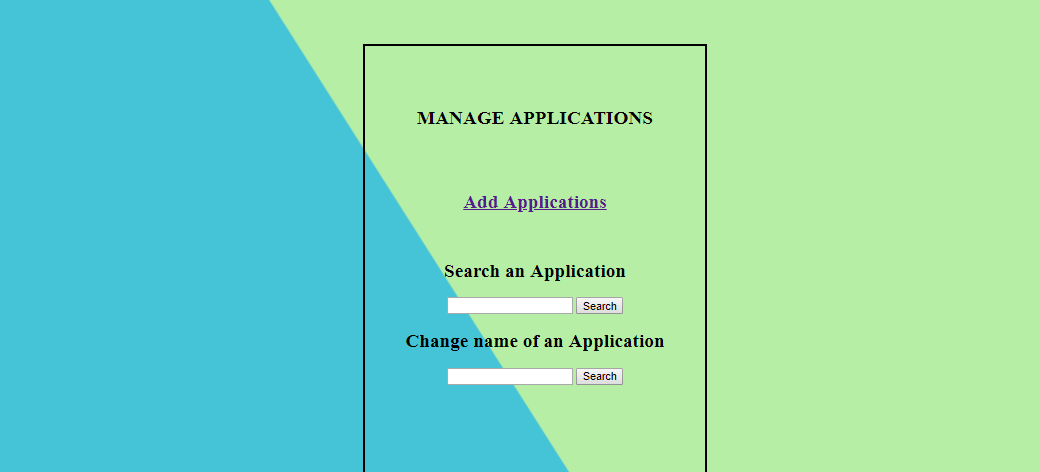 MANAGE APPLICATIONS
Add Applications
Search an Application
Search
Change name of an Application
Search